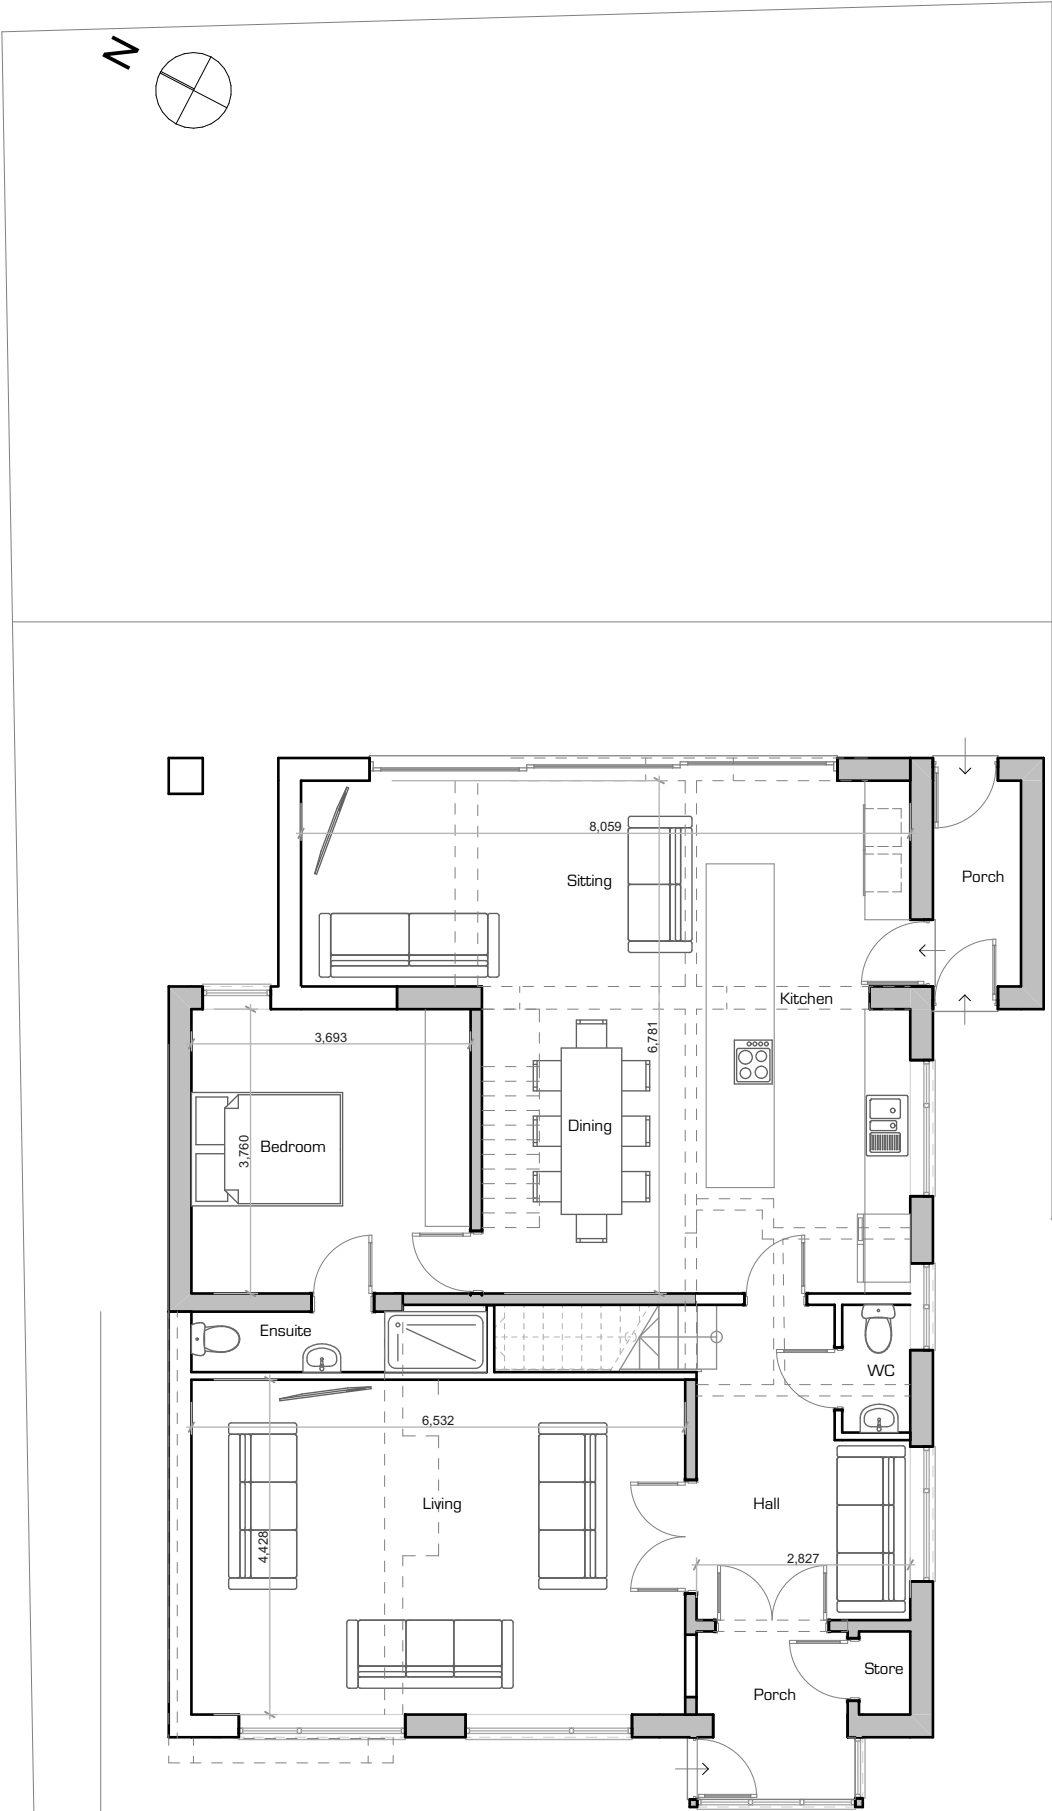 N
8,059
Sitting
Porch
Kitchen
3,693
6,781
Dining
Bedroom
3,760
Ensuite
WC
6,532
Living
Hall
4,428
2,827
Store
Porch